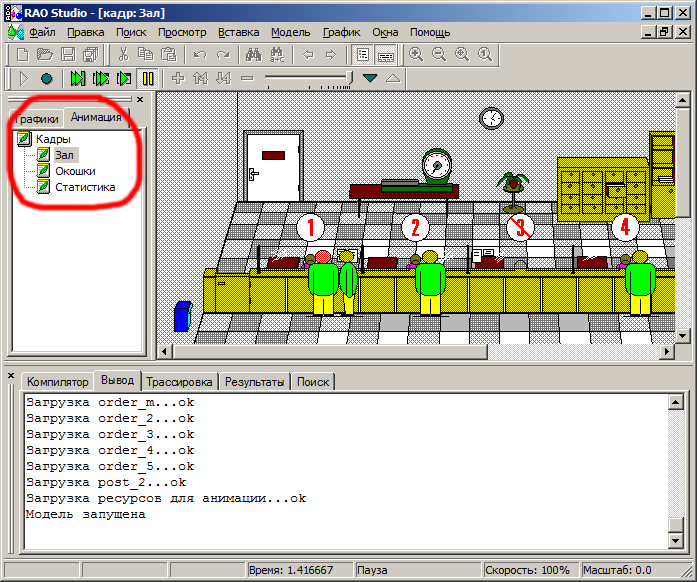 RAO Studio - [кадр: Зал]
Файл Правка Поиск Просмотр Вставка Модель График Окна Помощь
Графики Анимация
Кадры
Зал
Окошки
Статистика
1 2 3 4
Компилятор Вывод Трассировка Результаты Поиск
Загрузка order_m...ok
Загрузка order_2...ok
Загрузка order_3...ok
Загрузка order_4...ok
Загрузка order_5...ok
Загрузка post_2...ok
Загрузка ресурсов для анимации...ok
Модель запущена
Время: 1.416667 Пауза Скорость: 100% Масштаб: 0.0